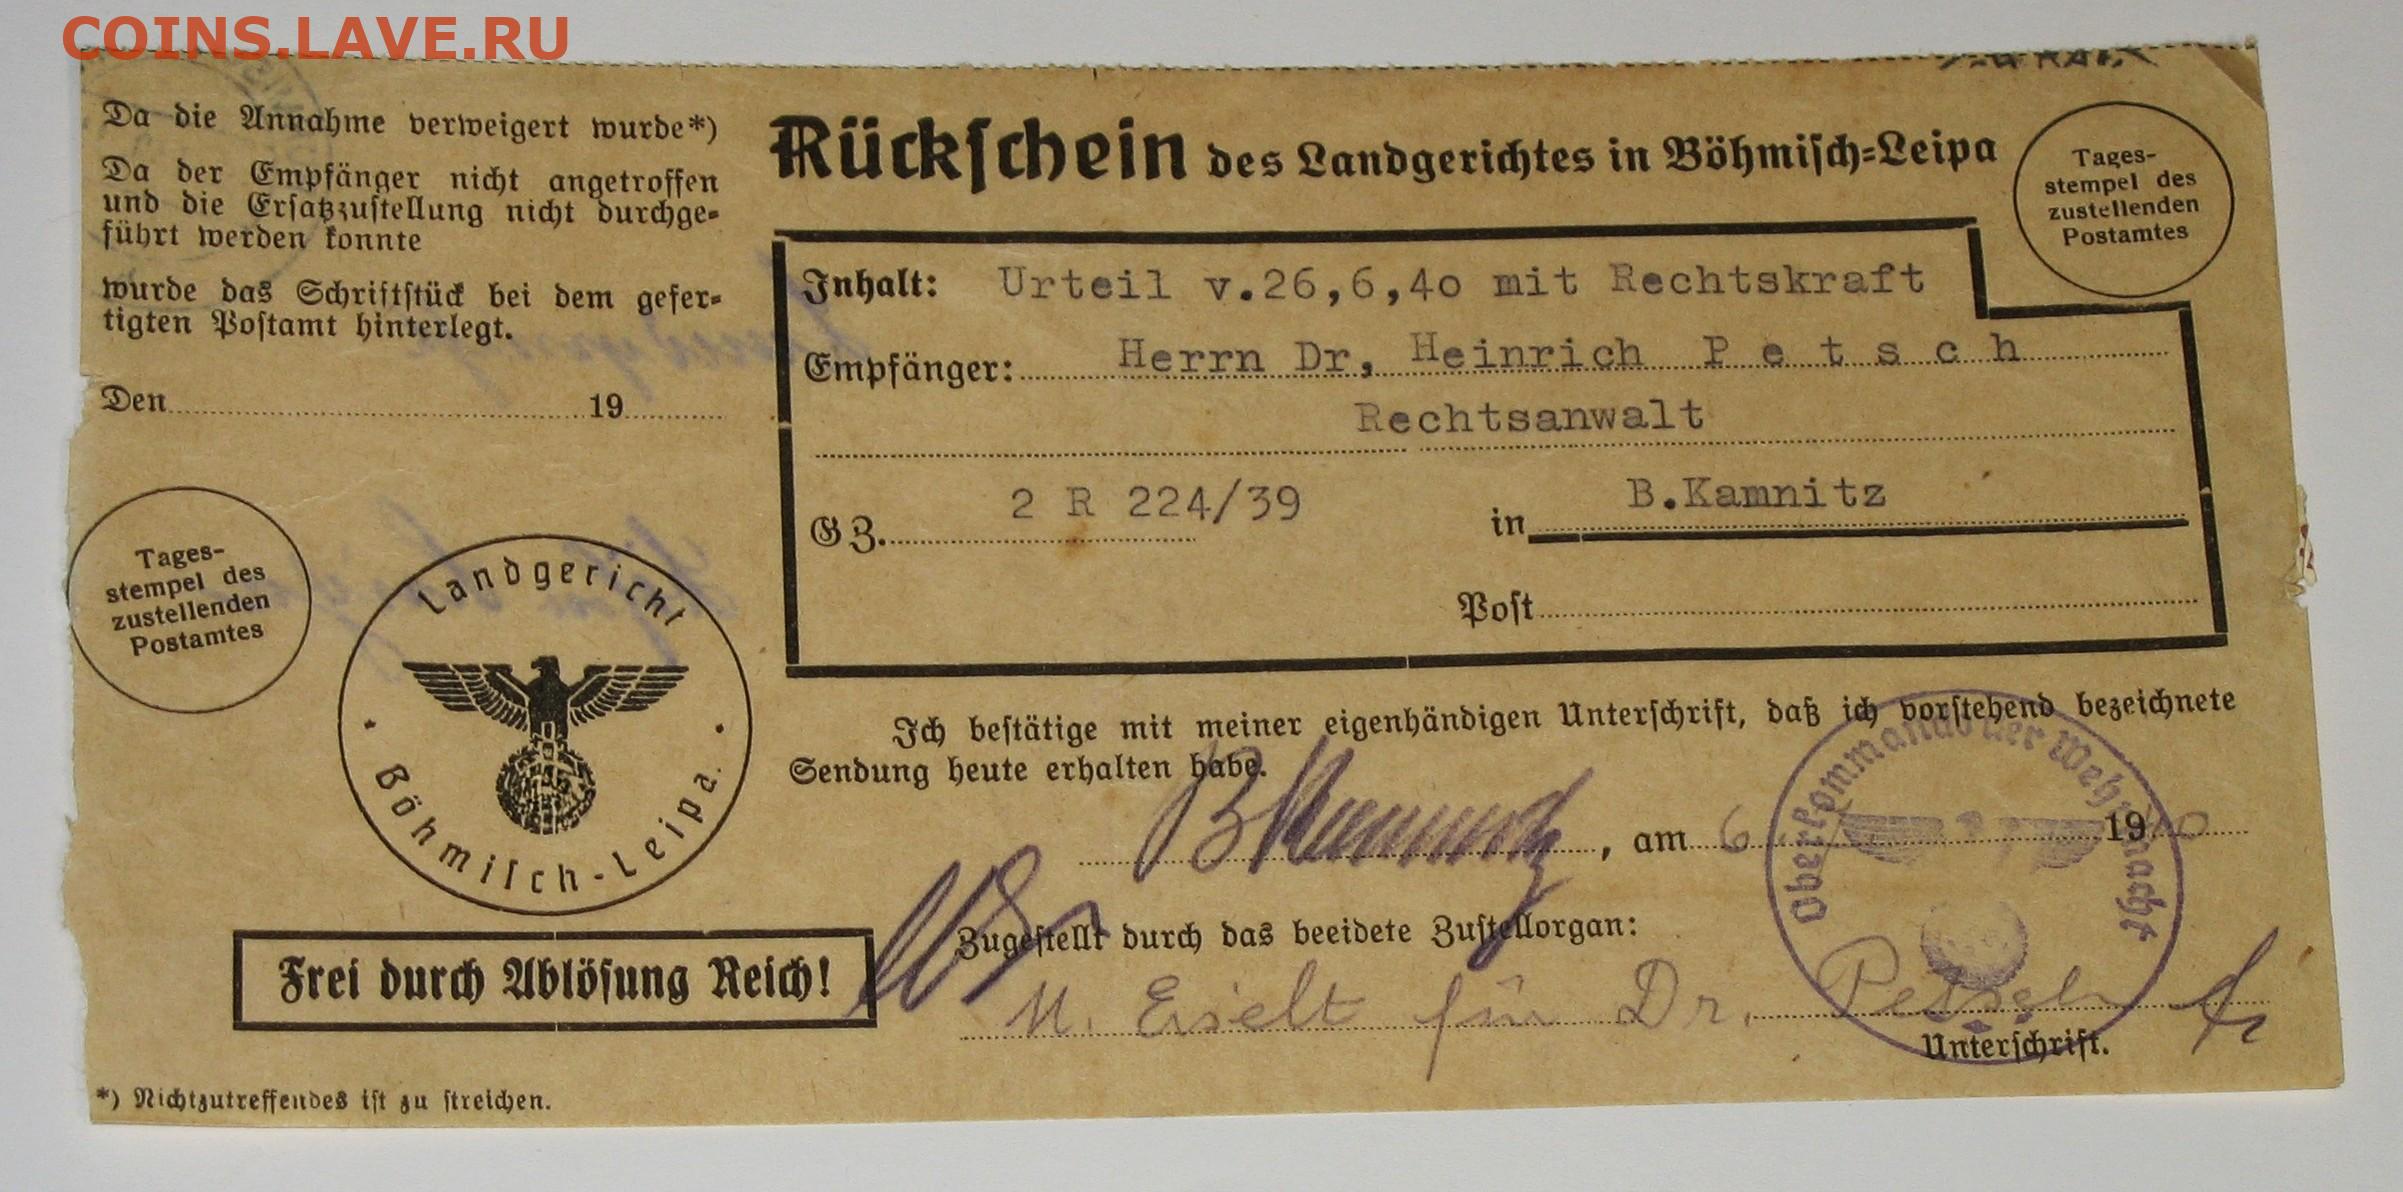 COINS.LAVE.RU
Da die Annahme verweigert wurde*)
Da der Empfänger nicht angetroffen
und die Erſatzzuſtellung nicht durchge-
führt werden konnte
wurde das Schriftſtück bei dem gefer-
tigten Poſtamt hinterlegt.
Den 19
Tages-
stempel des
zustellenden
Postamtes
Landgericht
Böhmiſch-Leipa.
Frei durch Ablöſung Reich!
*) Nichtzutreffendes iſt zu ſtreichen.
Rückſchein des Landgerichtes in Böhmiſch-Leipa
Tages-
stempel des
zustellenden
Postamtes
Inhalt: Urteil v.26,6,40 mit Rechtskraft
Empfänger: Herrn Dr, Heinrich P e t s c h
Rechtsanwalt
G Z. 2 R 224/39 in B.Kamnitz
Poſt
Ich beſtätige mit meiner eigenhändigen Unterſchrift, daß ich vorſtehend bezeichnete
Sendung heute erhalten habe.
B Kamnitz, am 6 1940
Oberkommando der Wehrmacht
Zugeſtellt durch das beeidete Zuſtellorgan:
M. Eiselt für Dr. Petsch
Unterſchrift.